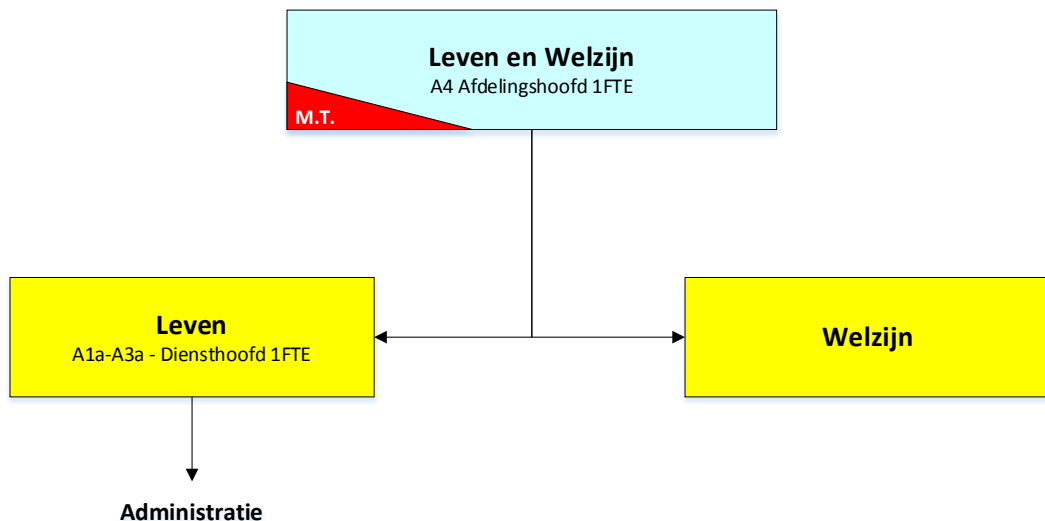 Leven en Welzijn
A4 Afdelingshoofd 1FTE
M.T.
Leven
A1a-A3a - Diensthoofd 1FTE
Welzijn
Administratie